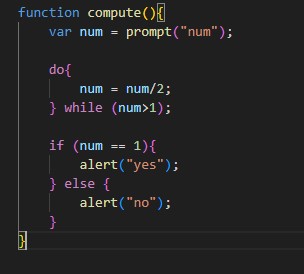 function compute(){
var num = prompt("num");
do{
num = num/2;
} while (num>1);
if (num == 1){
alert("yes");
} else {
alert("no");
}
}